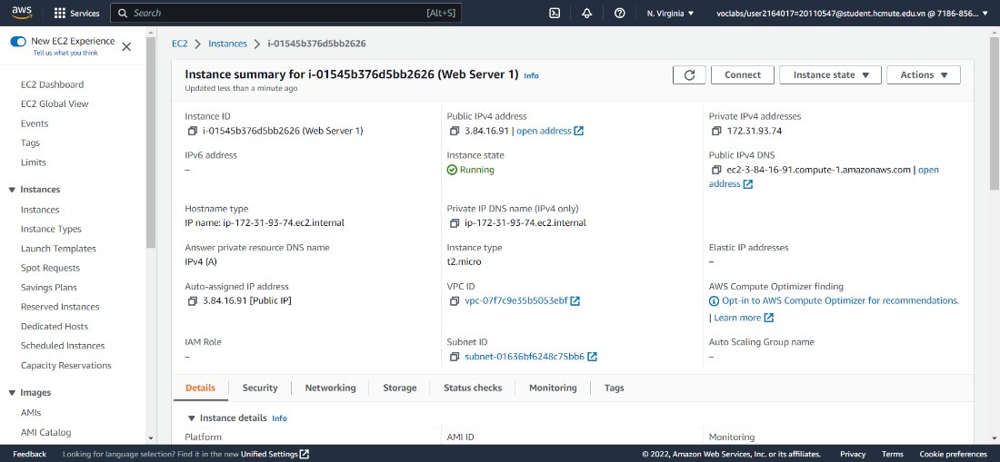 aws
Services
Search
[Alt+S]
N. Virginia
voclabs/user2164017=20110547@student.hcmute.edu.vn @ 7186-856...
New EC2 Experience
Tell us what you think
EC2 Dashboard
EC2 Global View
Events
Tags
Limits
Instances
Instances
Instance Types
Launch Templates
Spot Requests
Savings Plans
Reserved Instances
Dedicated Hosts
Scheduled Instances
Capacity Reservations
Images
AMIs
AMI Catalog
EC2 > Instances > i-01545b376d5bb2626
Instance summary for i-01545b376d5bb2626 (Web Server 1) Info
Updated less than a minute ago
Connect
Instance state
Actions
Instance ID
i-01545b376d5bb2626 (Web Server 1)
Public IPv4 address
3.84.16.91 | open address
Private IPv4 addresses
172.31.93.74
IPv6 address
–
Instance state
Running
Public IPv4 DNS
ec2-3-84-16-91.compute-1.amazonaws.com | open
address
Hostname type
IP name: ip-172-31-93-74.ec2.internal
Private IP DNS name (IPv4 only)
ip-172-31-93-74.ec2.internal
Answer private resource DNS name
IPv4 (A)
Instance type
t2.micro
Elastic IP addresses
–
Auto-assigned IP address
3.84.16.91 [Public IP]
VPC ID
vpc-07f7c9e35b5053ebf
AWS Compute Optimizer finding
Opt-in to AWS Compute Optimizer for recommendations.
| Learn more
IAM Role
–
Subnet ID
subnet-01636bf6248c75bb6
Auto Scaling Group name
–
Details
Security
Networking
Storage
Status checks
Monitoring
Tags
Instance details Info
Platform
AMI ID
Monitoring
Feedback
Looking for language selection? Find it in the new Unified Settings
© 2022, Amazon Web Services, Inc. or its affiliates.
Privacy
Terms
Cookie preferences